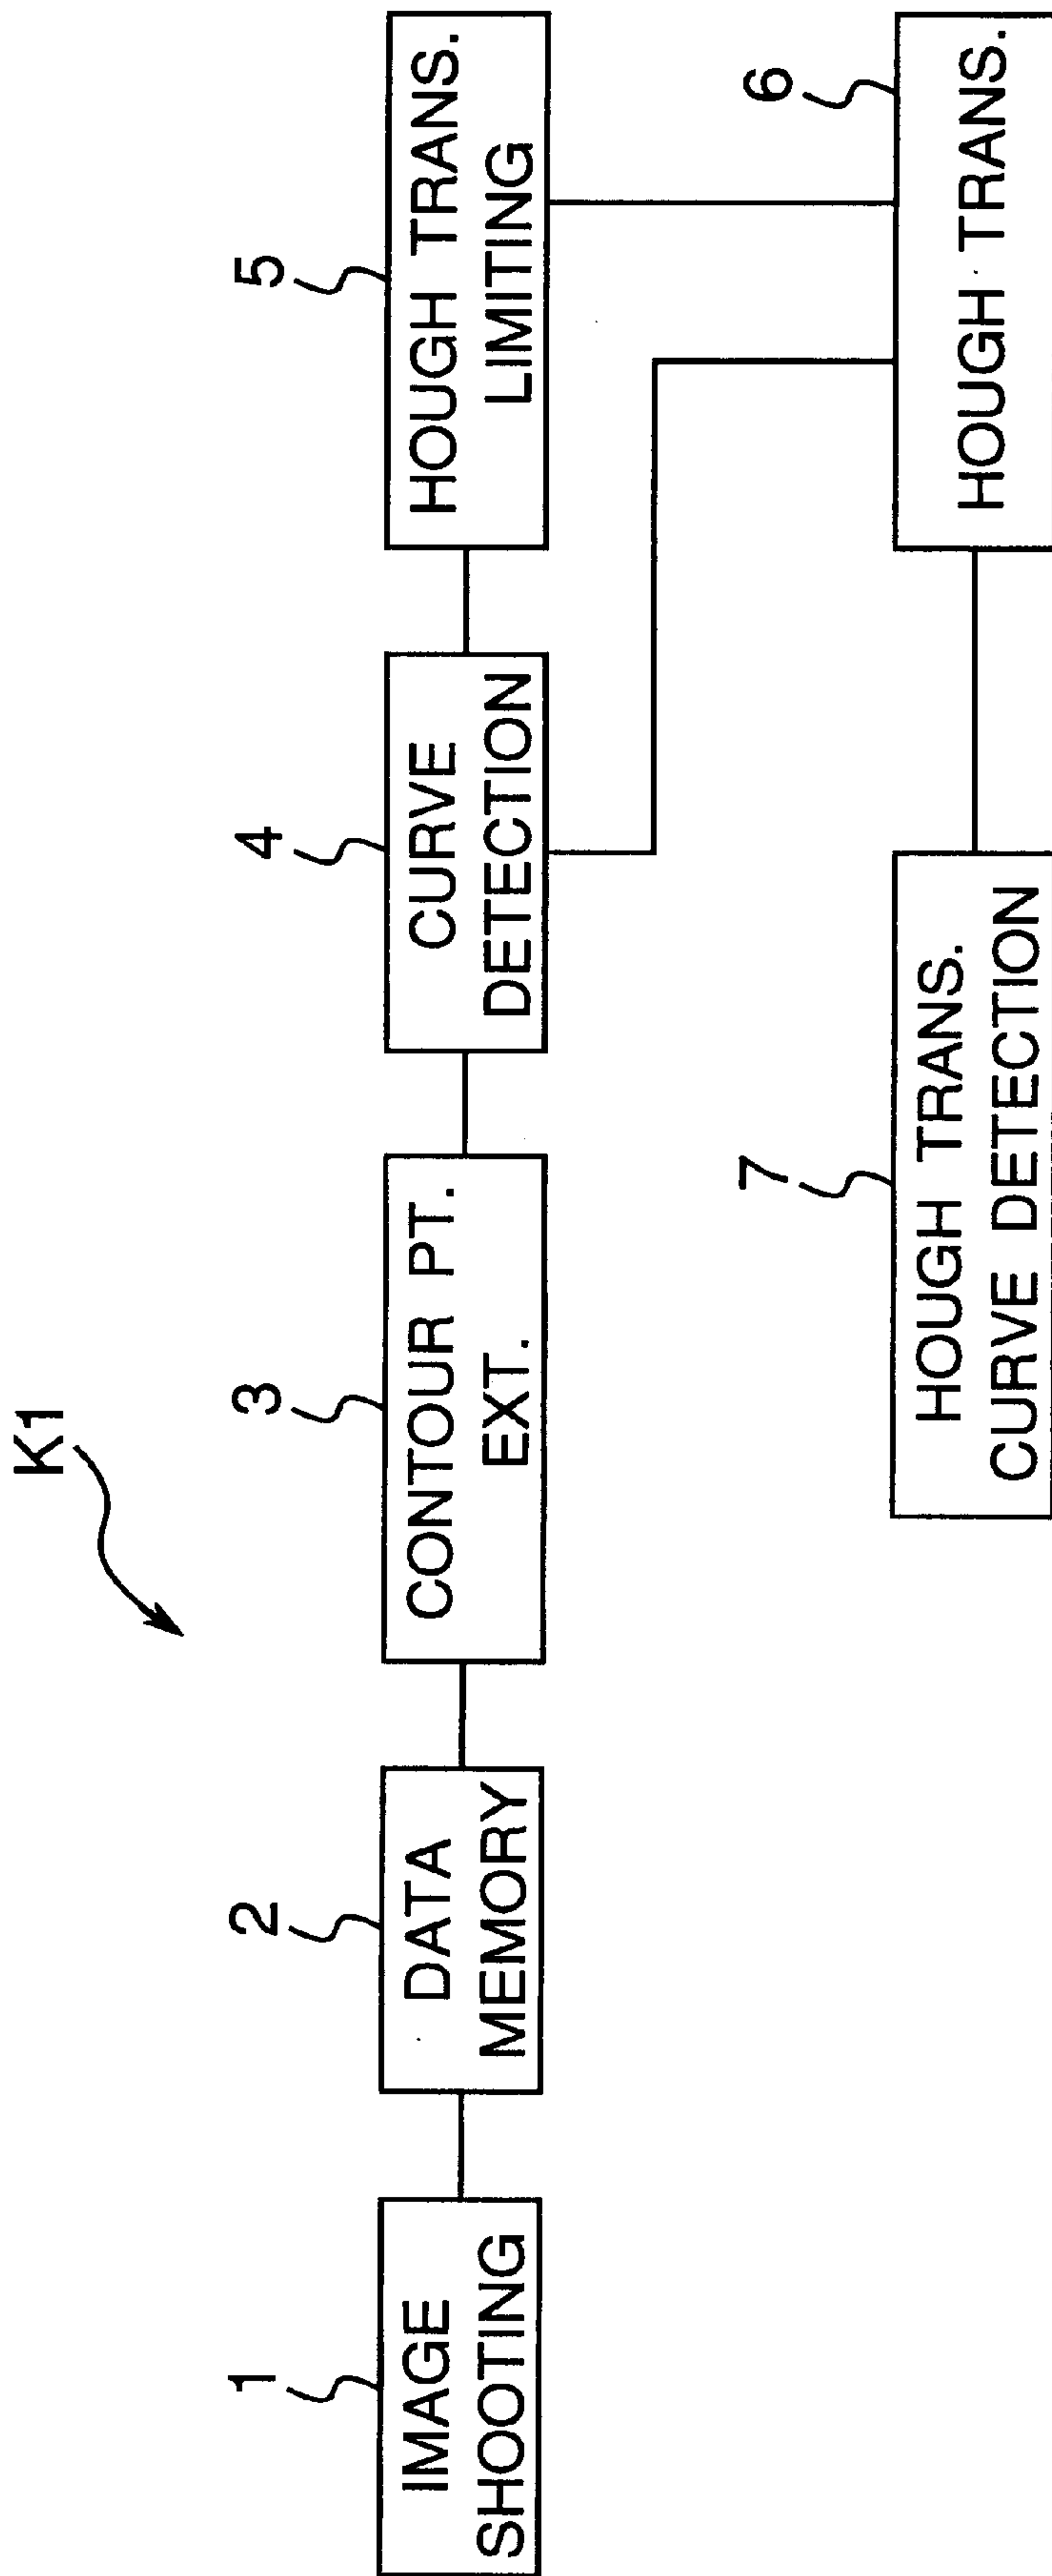 K1
1
IMAGE
SHOOTING
2
DATA
MEMORY
3
CONTOUR PT.
EXT.
4
CURVE
DETECTION
5
HOUGH TRANS.
LIMITING
7
HOUGH TRANS.
CURVE DETECTION
6
HOUGH TRANS.